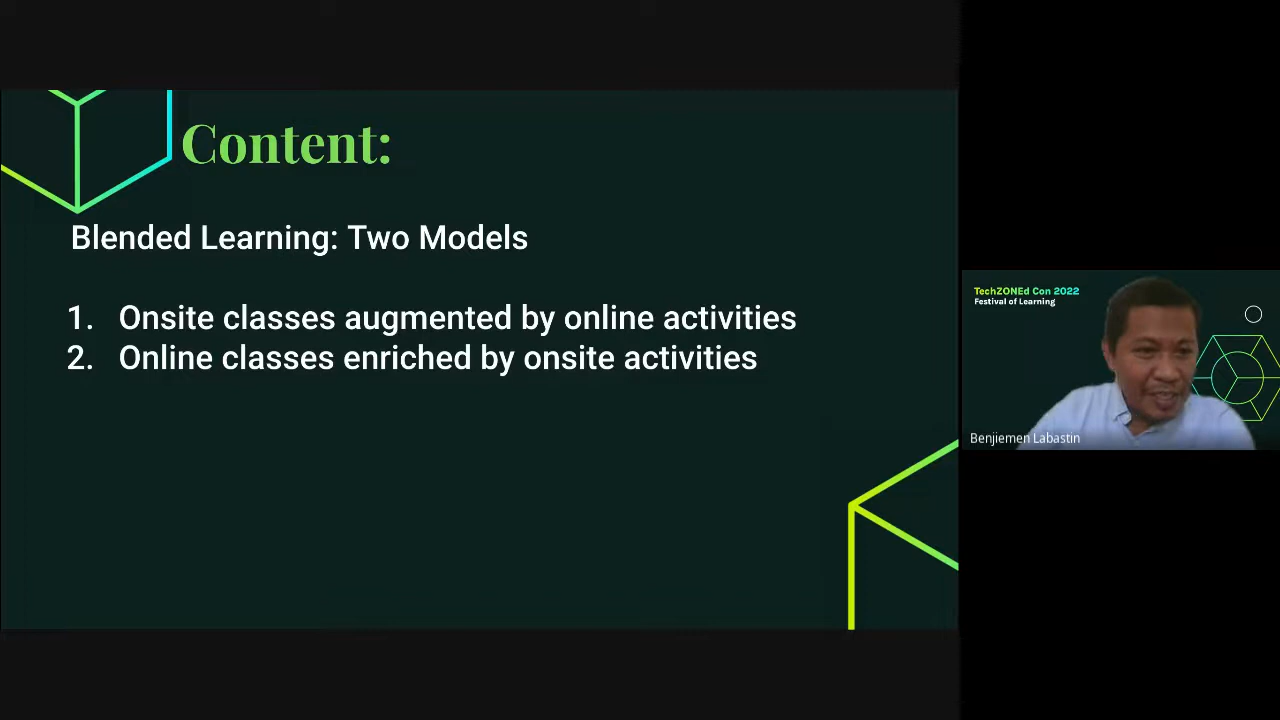 Content:
Blended Learning: Two Models
1. Onsite classes augmented by online activities
2. Online classes enriched by onsite activities
TechZONEd Con 2022
Festival of Learning
Benjiemen Labastin